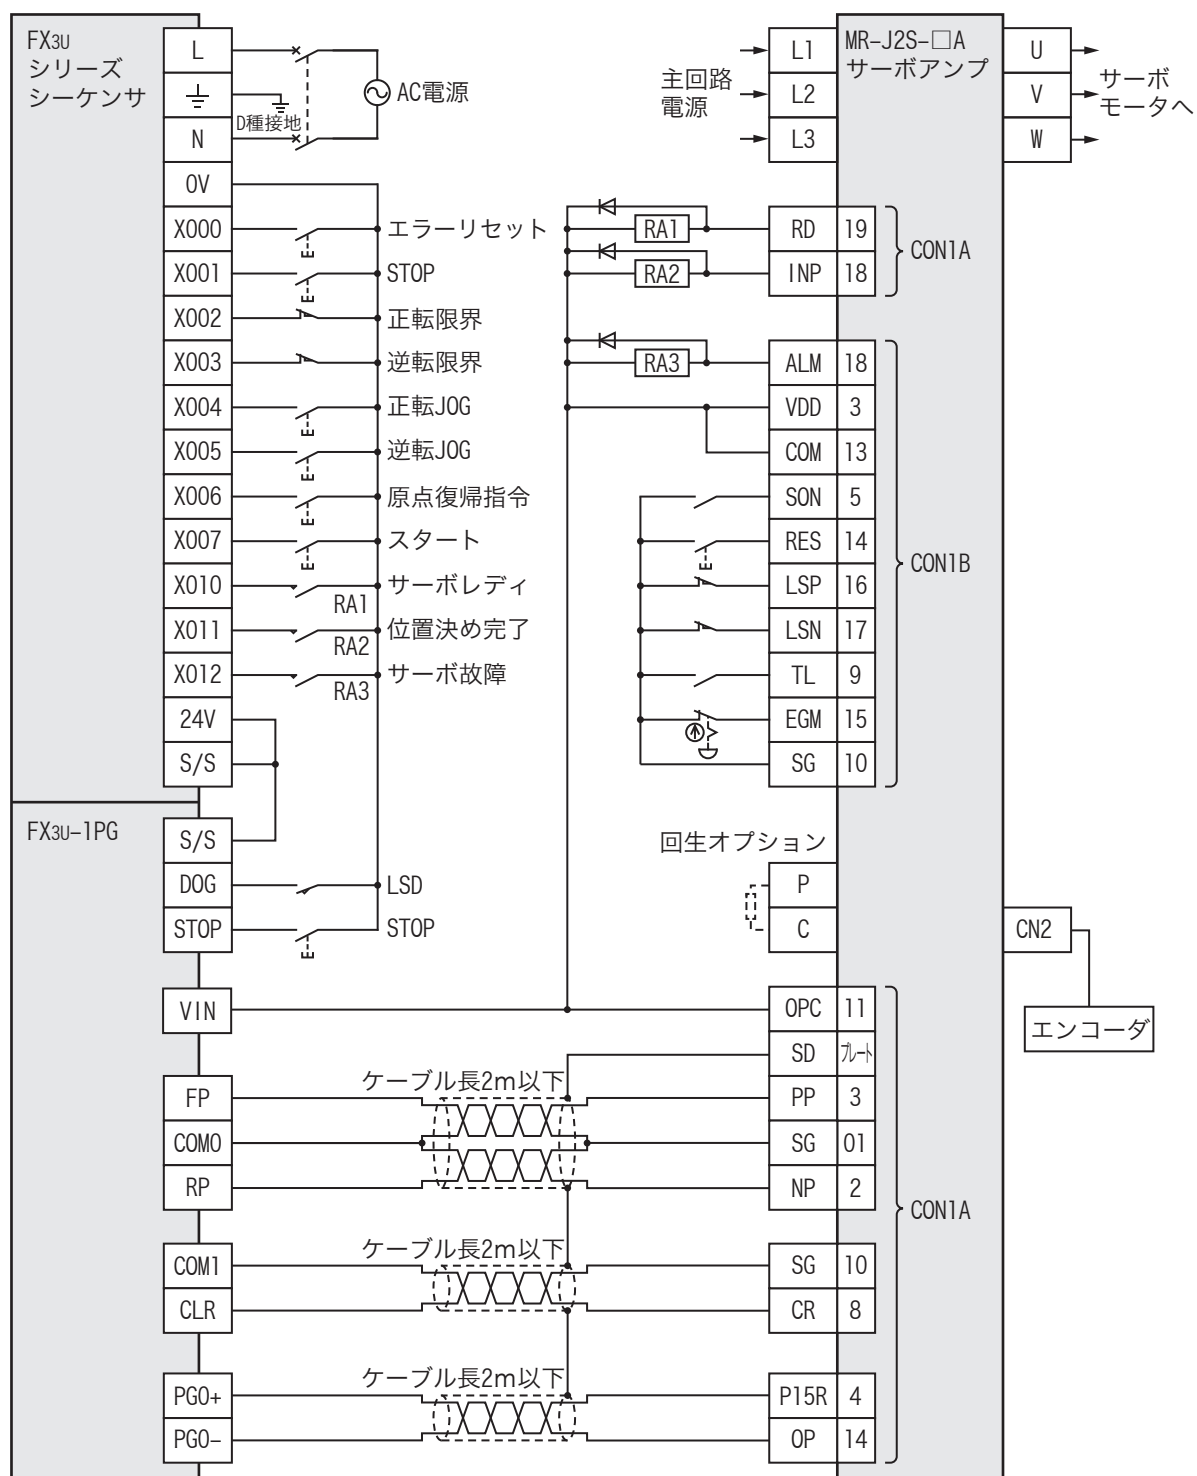 FX3U
シリーズ
シーケンサ
L
N
D種接地
AC電源
0V
X000
エラーリセット
X001
STOP
X002
正転限界
X003
逆転限界
X004
正転JOG
X005
逆転JOG
X006
原点復帰指令
X007
スタート
X010
RA1
サーボレディ
X011
RA2
位置決め完了
X012
RA3
サーボ故障
24V
S/S
FX3U-1PG
S/S
DOG
LSD
STOP
STOP
VIN
FP
COM0
RP
ケーブル長2m以下
COM1
CLR
ケーブル長2m以下
PG0+
PG0-
ケーブル長2m以下
主回路
電源
L1
L2
L3
MR-J2S-□A
サーボアンプ
U
V
W
サーボ
モータへ
RA1
RD 19
RA2
INP 18
CON1A
RA3
ALM 18
VDD 3
COM 13
SON 5
RES 14
LSP 16
LSN 17
TL 9
EGM 15
SG 10
CON1B
回生オプション
P
C
CN2
エンコーダ
OPC 11
SD プレート
PP 3
SG 01
NP 2
SG 10
CR 8
P15R 4
OP 14
CON1A